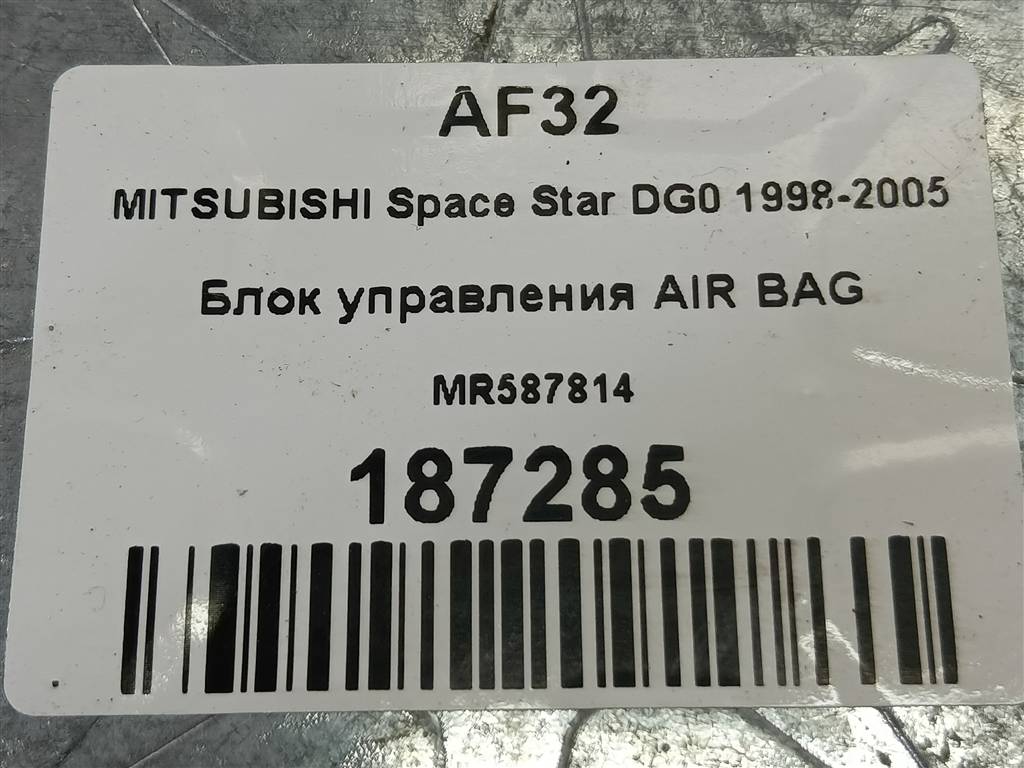 AF32
MITSUBISHI Space Star DG0 1998-2005
Блок управления AIR BAG
MR587814
187285